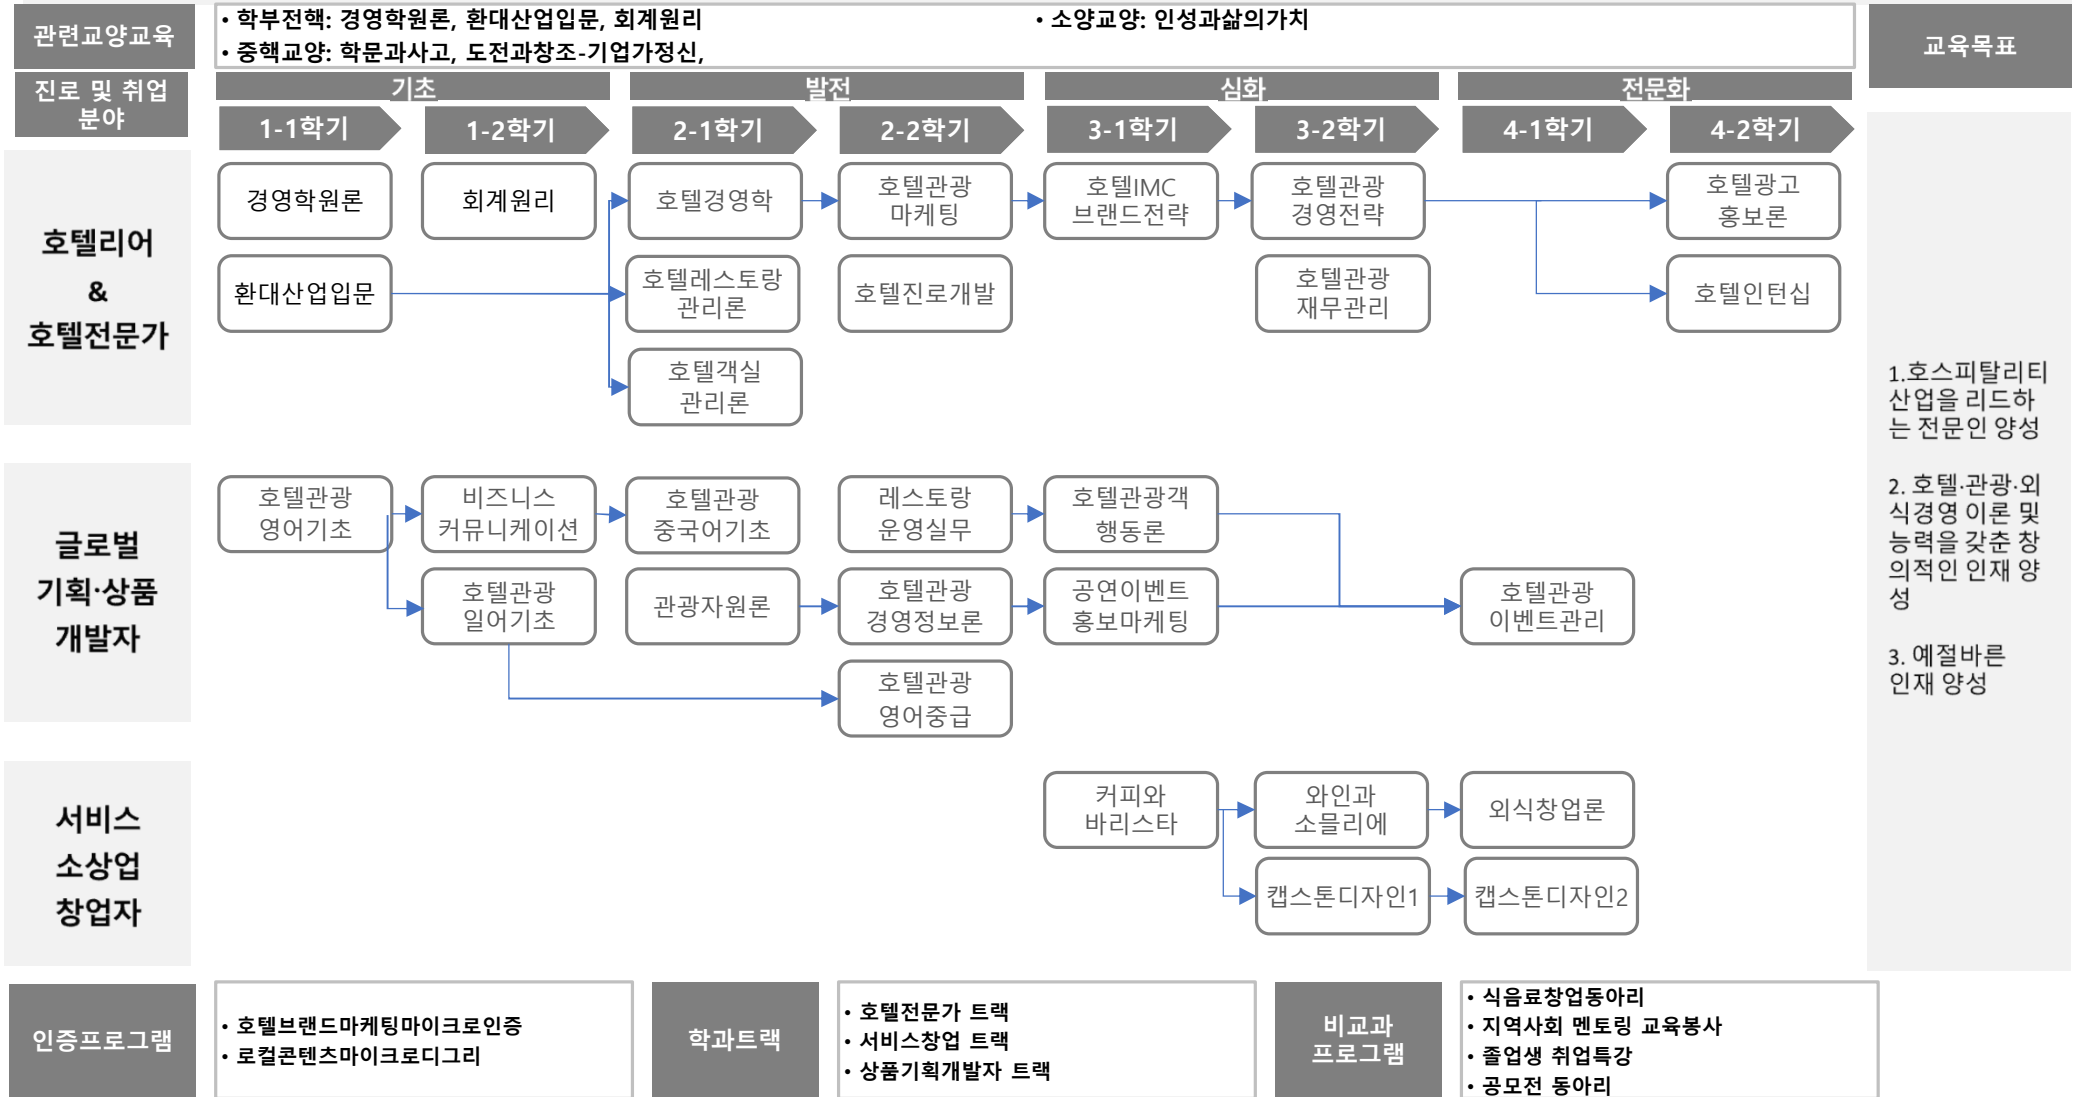 관련교양교육
• 학부전핵: 경영학원론, 환대산업입문, 회계원리
• 소양교양: 인성과삶의가치
• 중핵교양: 학문과사고, 도전과창조-기업가정신,
교육목표
진로 및 취업
분야
기초
발전
심화
전문화
1-1학기
1-2학기
2-1학기
2-2학기
3-1학기
3-2학기
4-1학기
4-2학기
호텔리어
&
호텔전문가
경영학원론
회계원리
호텔경영학
호텔관광
마케팅
호텔IMC
브랜드전략
호텔관광
경영전략
호텔광고
홍보론
환대산업입문
호텔레스토랑
관리론
호텔진로개발
호텔관광
재무관리
호텔인턴십
호텔객실
관리론
글로벌
기획·상품
개발자
호텔관광
영어기초
비즈니스
커뮤니케이션
호텔관광
중국어기초
레스토랑
운영실무
호텔관광객
행동론
호텔관광
일어기초
관광자원론
호텔관광
경영정보론
공연이벤트
홍보마케팅
호텔관광
이벤트관리
호텔관광
영어중급
서비스
소상업
창업자
커피와
바리스타
와인과
소믈리에
외식창업론
캡스톤디자인1
캡스톤디자인2
1.호스피탈리티
산업을 리드하
는 전문인 양성
2. 호텔·관광·외
식경영 이론 및
능력을 갖춘 창
의적인 인재 양
성
3. 예절바른
인재 양성
인증프로그램
• 호텔브랜드마케팅마이크로인증
• 로컬콘텐츠마이크로디그리
학과트랙
• 호텔전문가 트랙
• 서비스창업 트랙
• 상품기획개발자 트랙
비교과
프로그램
• 식음료창업동아리
• 지역사회 멘토링 교육봉사
• 졸업생 취업특강
• 공모전 동아리